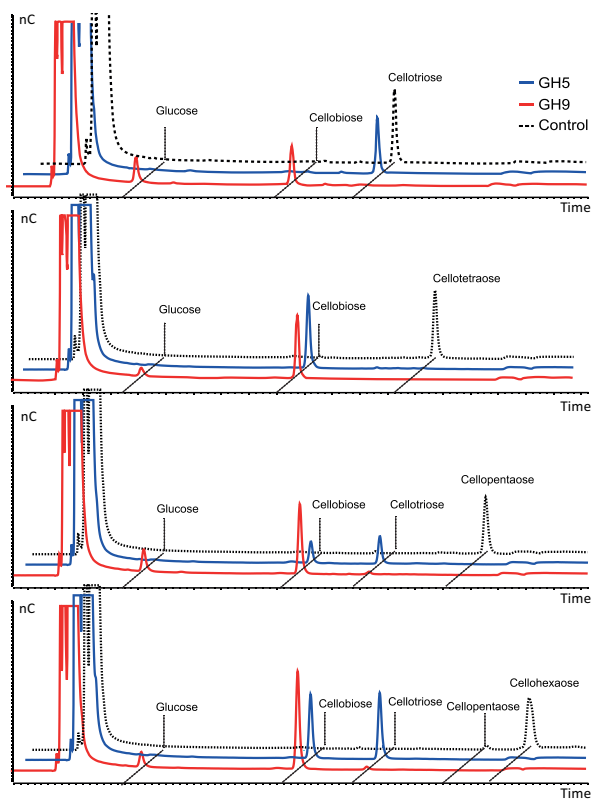 nC
Cellotriose
GH5
Glucose
GH9
Cellobiose
Control
Time
nC
Cellotetraose
Glucose
Cellobiose
Time
nC
Cellopentaose
Glucose
Cellobiose
Cellotriose
Time
nC
Cellohexaose
Glucose
Cellobiose
Cellotriose
Cellopentaose
Time